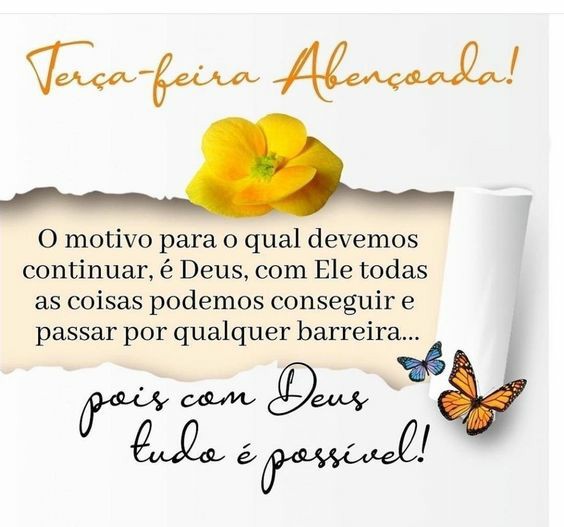 Terça-feira Abençoada!
O motivo para o qual devemos
continuar, é Deus, com Ele todas
as coisas podemos conseguir e
passar por qualquer barreira...
pois com Deus
tudo é possível!